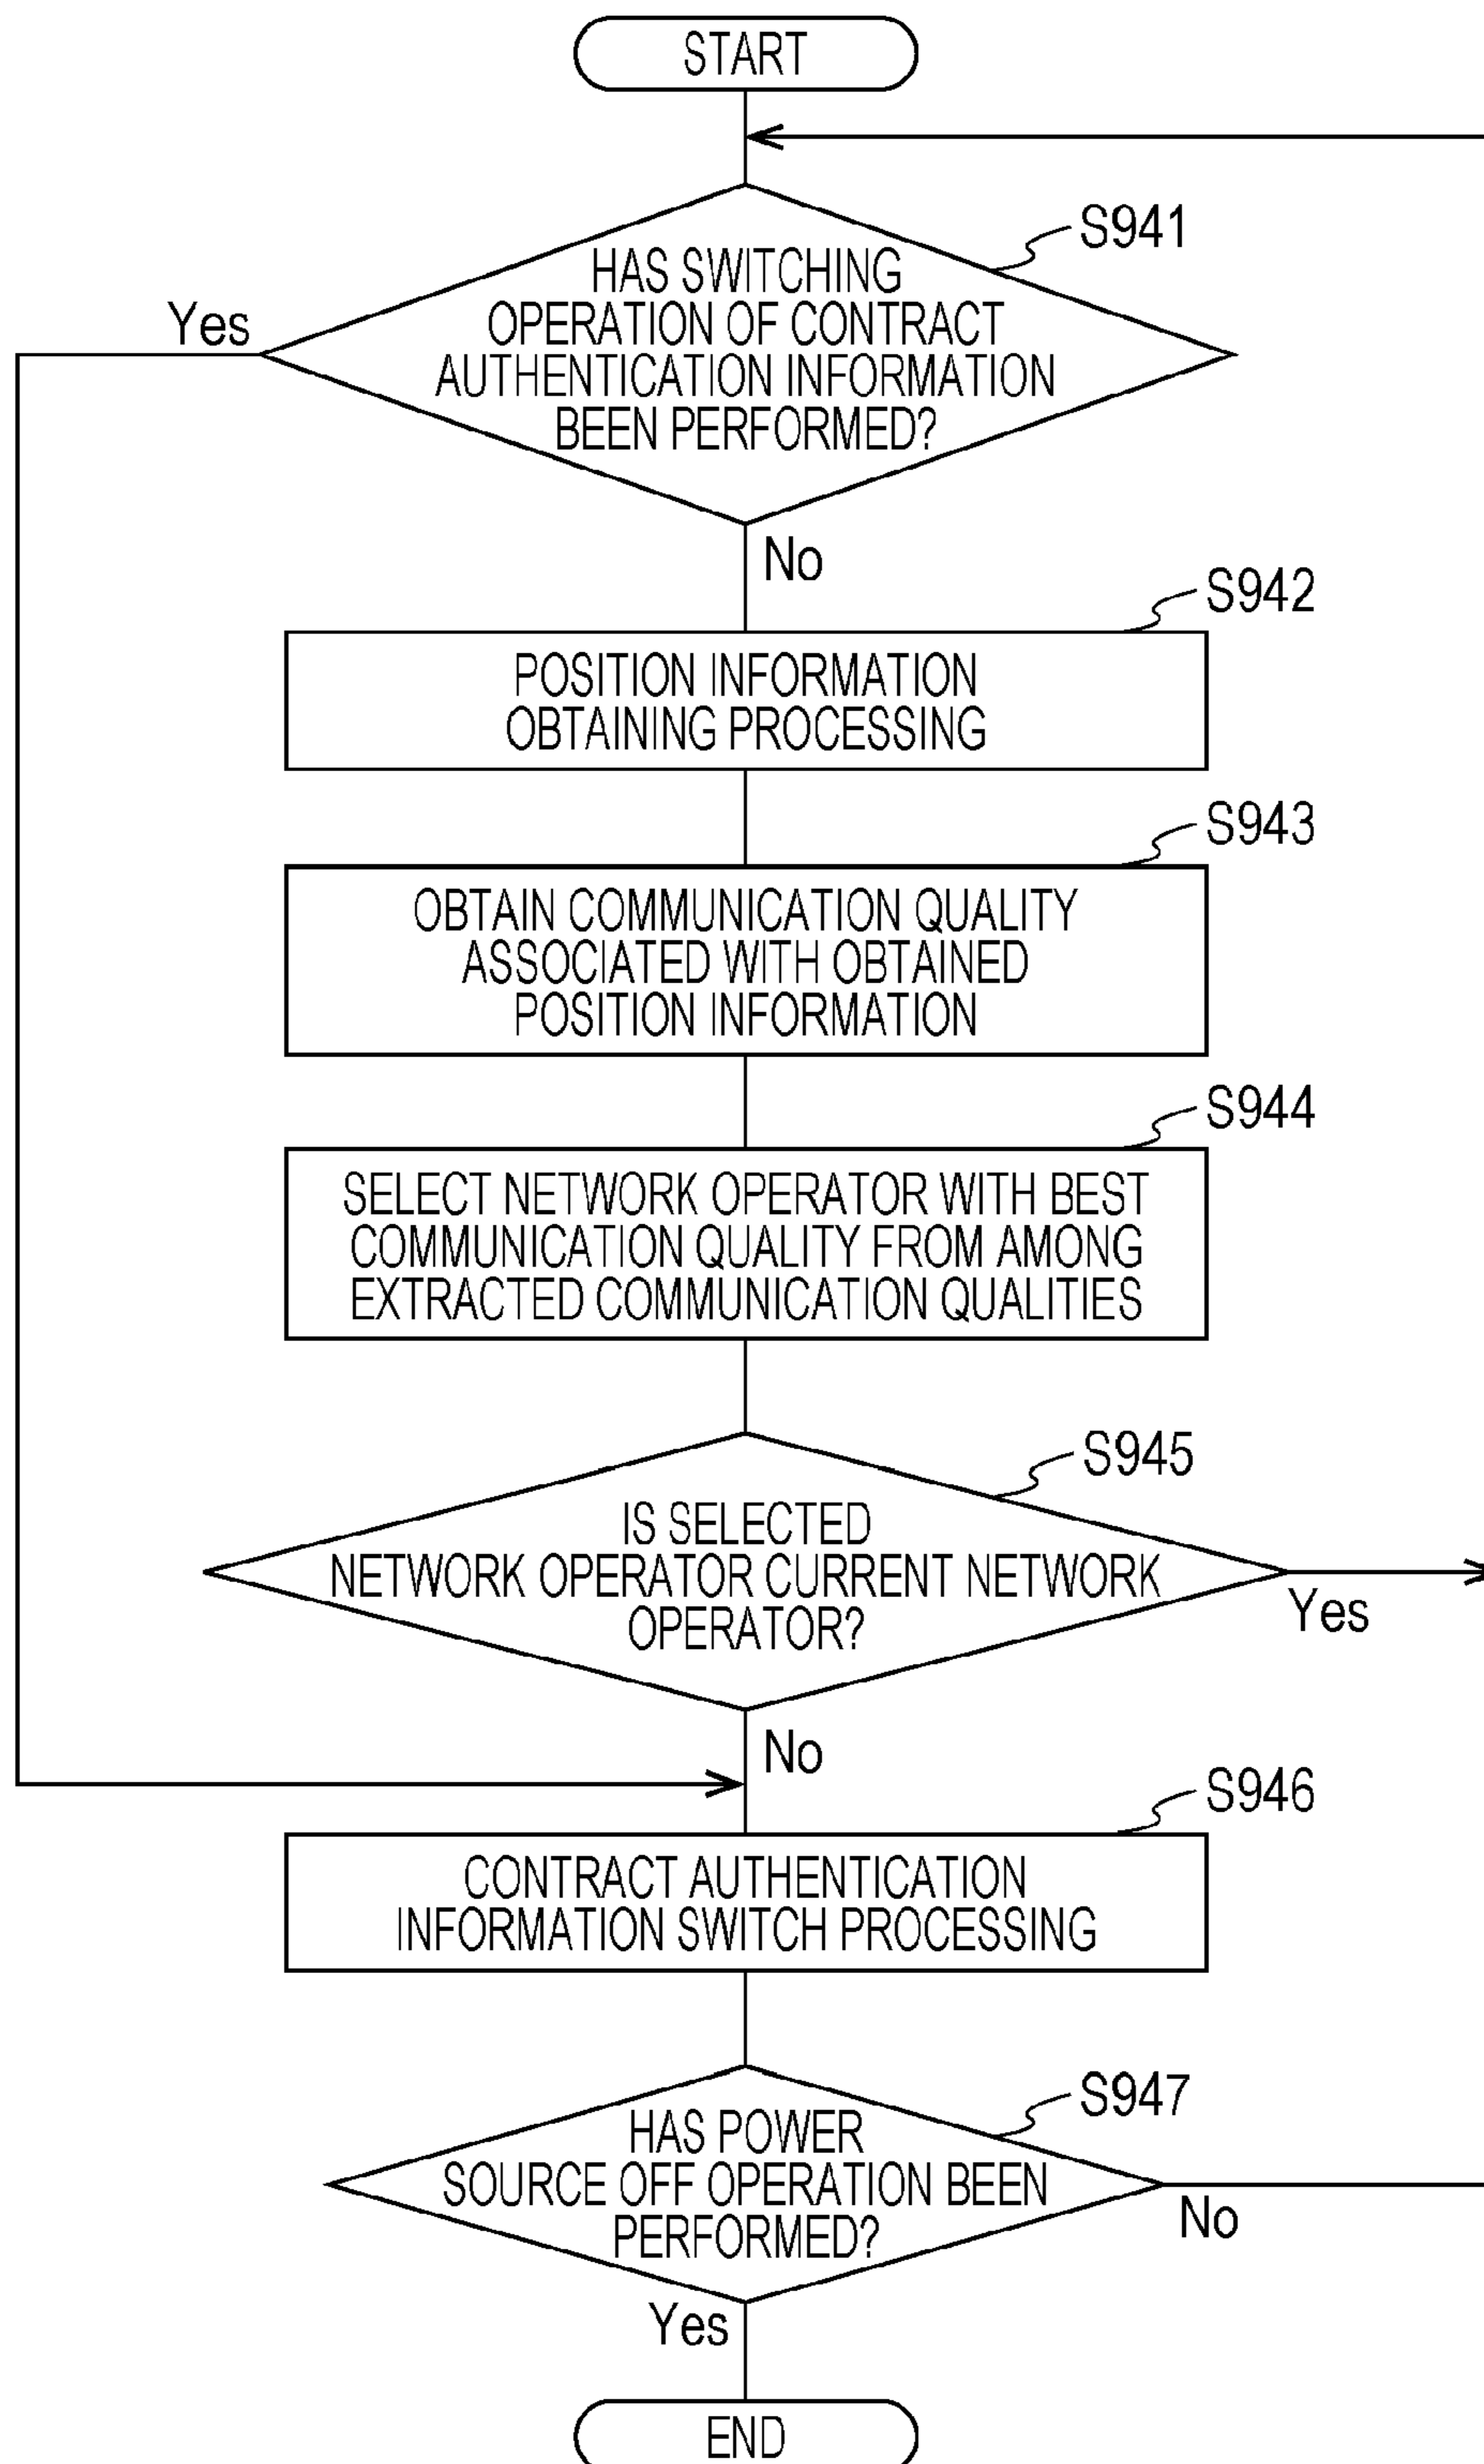 START
S941
HAS SWITCHING
OPERATION OF CONTRACT
AUTHENTICATION INFORMATION
BEEN PERFORMED?
Yes
No
S942
POSITION INFORMATION
OBTAINING PROCESSING
S943
OBTAIN COMMUNICATION QUALITY
ASSOCIATED WITH OBTAINED
POSITION INFORMATION
S944
SELECT NETWORK OPERATOR WITH BEST
COMMUNICATION QUALITY FROM AMONG
EXTRACTED COMMUNICATION QUALITIES
S945
IS SELECTED
NETWORK OPERATOR CURRENT NETWORK
OPERATOR?
Yes
No
S946
CONTRACT AUTHENTICATION
INFORMATION SWITCH PROCESSING
S947
HAS POWER
SOURCE OFF OPERATION BEEN
PERFORMED?
No
Yes
END